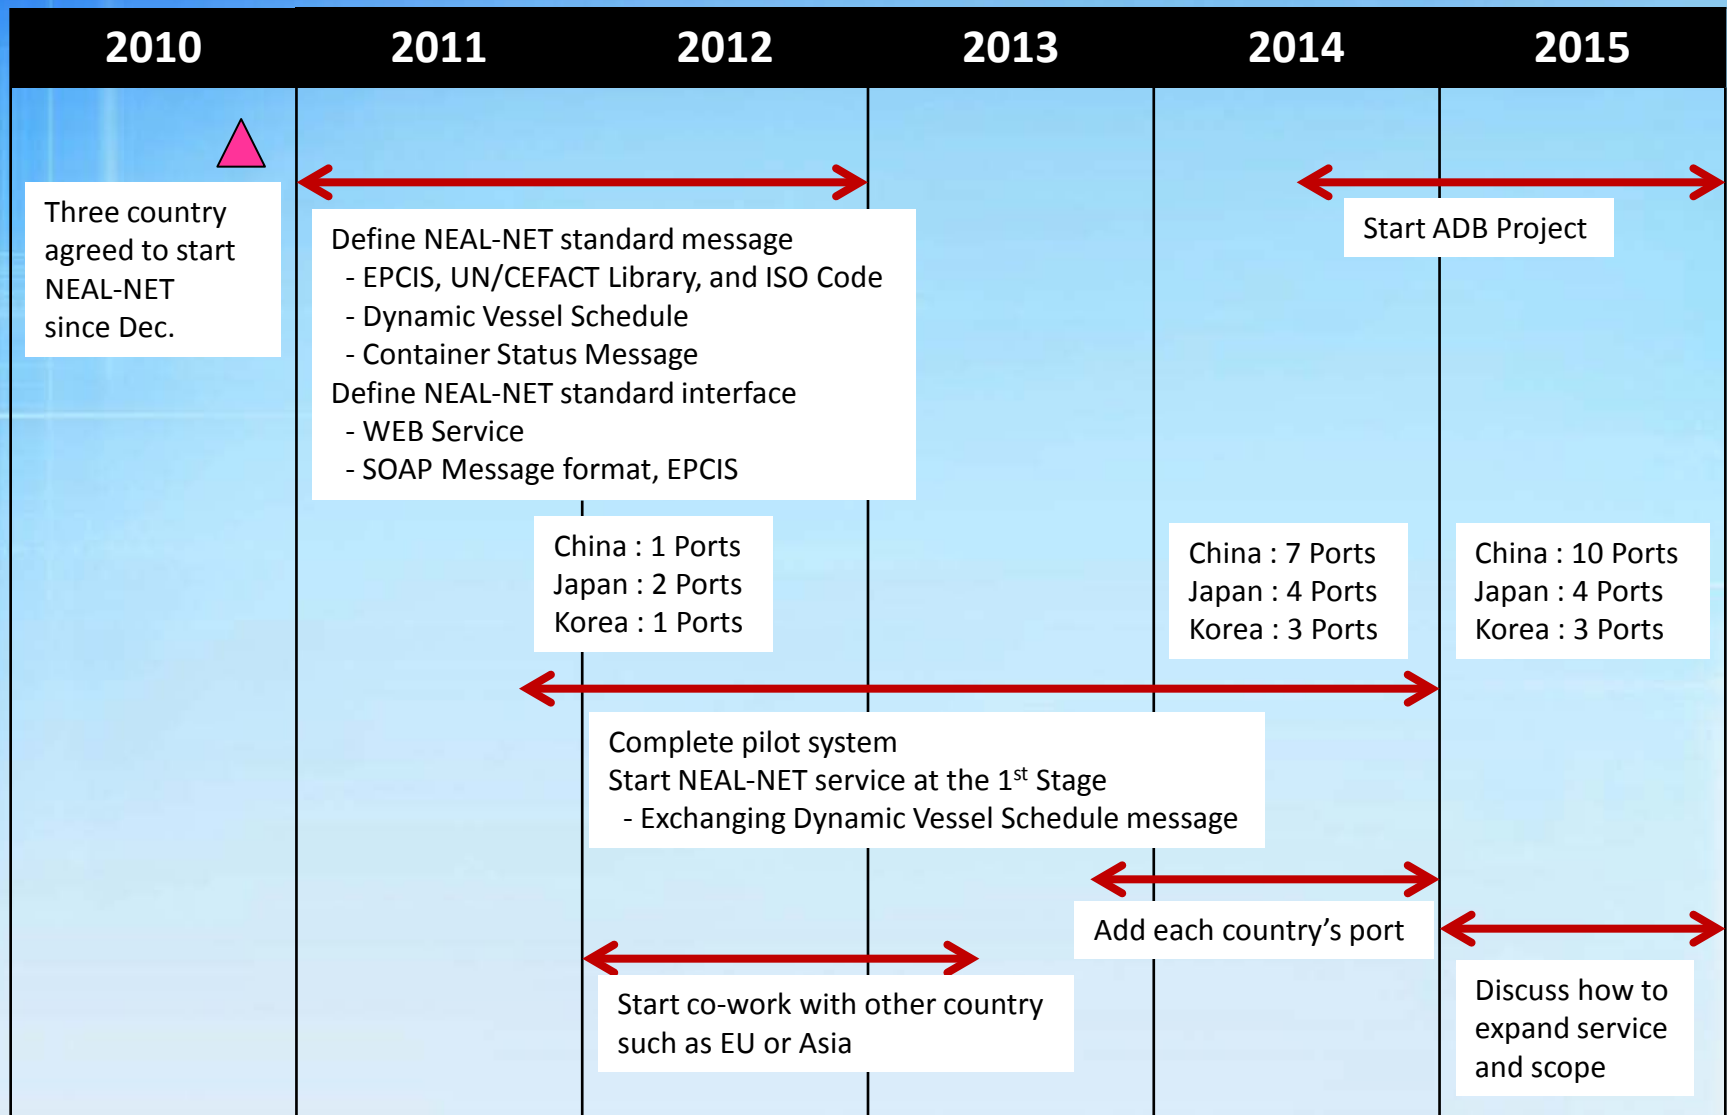 2010 2011 2012 2013 2014 2015
Three country
agreed to start
NEAL-NET
since Dec.
Define NEAL-NET standard message
- EPCIS, UN/CEFACT Library, and ISO Code
- Dynamic Vessel Schedule
- Container Status Message
Define NEAL-NET standard interface
- WEB Service
- SOAP Message format, EPCIS
Start ADB Project
China : 1 Ports
Japan : 2 Ports
Korea : 1 Ports
China : 7 Ports
Japan : 4 Ports
Korea : 3 Ports
China : 10 Ports
Japan : 4 Ports
Korea : 3 Ports
Complete pilot system
Start NEAL-NET service at the 1st Stage
- Exchanging Dynamic Vessel Schedule message
Add each country’s port
Start co-work with other country
such as EU or Asia
Discuss how to
expand service
and scope